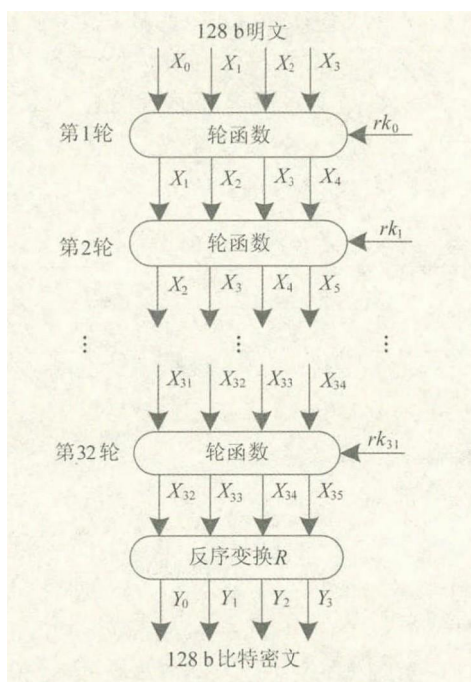 128 b明文
X₀ X₁ X₂ X₃
第1轮 轮函数 rk₀
X₁ X₂ X₃ X₄
第2轮 轮函数 rk₁
X₂ X₃ X₄ X₅
⋮ ⋮ ⋮
X₃₁ X₃₂ X₃₃ X₃₄
第32轮 轮函数 rk₃₁
X₃₂ X₃₃ X₃₄ X₃₅
反序变换R
Y₀ Y₁ Y₂ Y₃
128 b比特密文